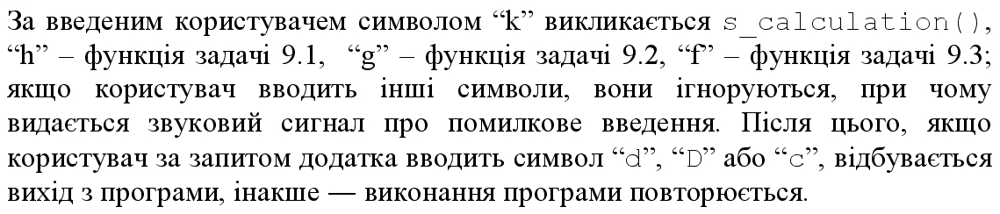 За введеним користувачем символом “k” викликається s_calculation(),
“h” – функція задачі 9.1, “g” – функція задачі 9.2, “f” – функція задачі 9.3;
якщо користувач вводить інші символи, вони ігноруються, при чому
видається звуковий сигнал про помилкове введення. Після цього, якщо
користувач за запитом додатка вводить символ “d”, “D” або “с”, відбувається
вихід з програми, інакше — виконання програми повторюється.